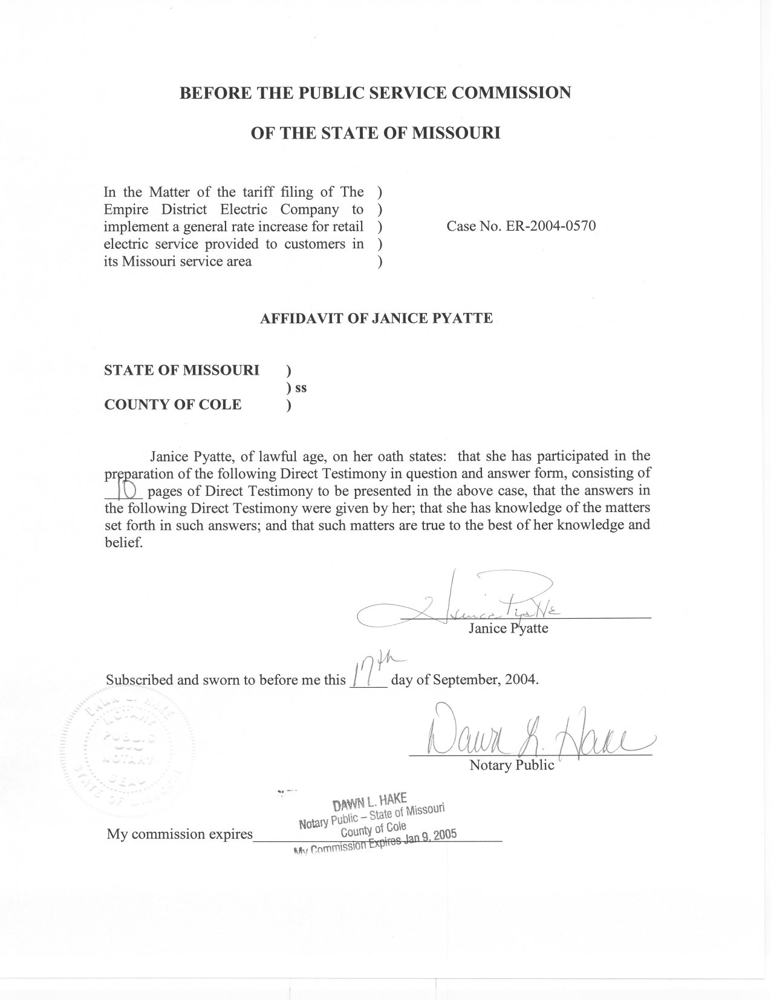 BEFORE THE PUBLIC SERVICE COMMISSION
OF THE STATE OF MISSOURI
In the Matter of the tariff filing of The )
Empire District Electric Company to )
implement a general rate increase for retail ) Case No. ER-2004-0570
electric service provided to customers in )
its Missouri service area )
AFFIDAVIT OF JANICE PYATTE
STATE OF MISSOURI )
) ss
COUNTY OF COLE )
Janice Pyatte, of lawful age, on her oath states: that she has participated in the
preparation of the following Direct Testimony in question and answer form, consisting of
10 pages of Direct Testimony to be presented in the above case, that the answers in
the following Direct Testimony were given by her; that she has knowledge of the matters
set forth in such answers; and that such matters are true to the best of her knowledge and
belief.
Janice Pyatte
Janice Pyatte
Subscribed and sworn to before me this 17th day of September, 2004.
DAWN L. HAKE
NOTARY
PUBLIC
NOTARY
SEAL
STATE OF MISSOURI
Dawn L. Hake
Notary Public
DAWN L. HAKE
Notary Public – State of Missouri
County of Cole
My commission expires
My Commission Expires Jan 9, 2005